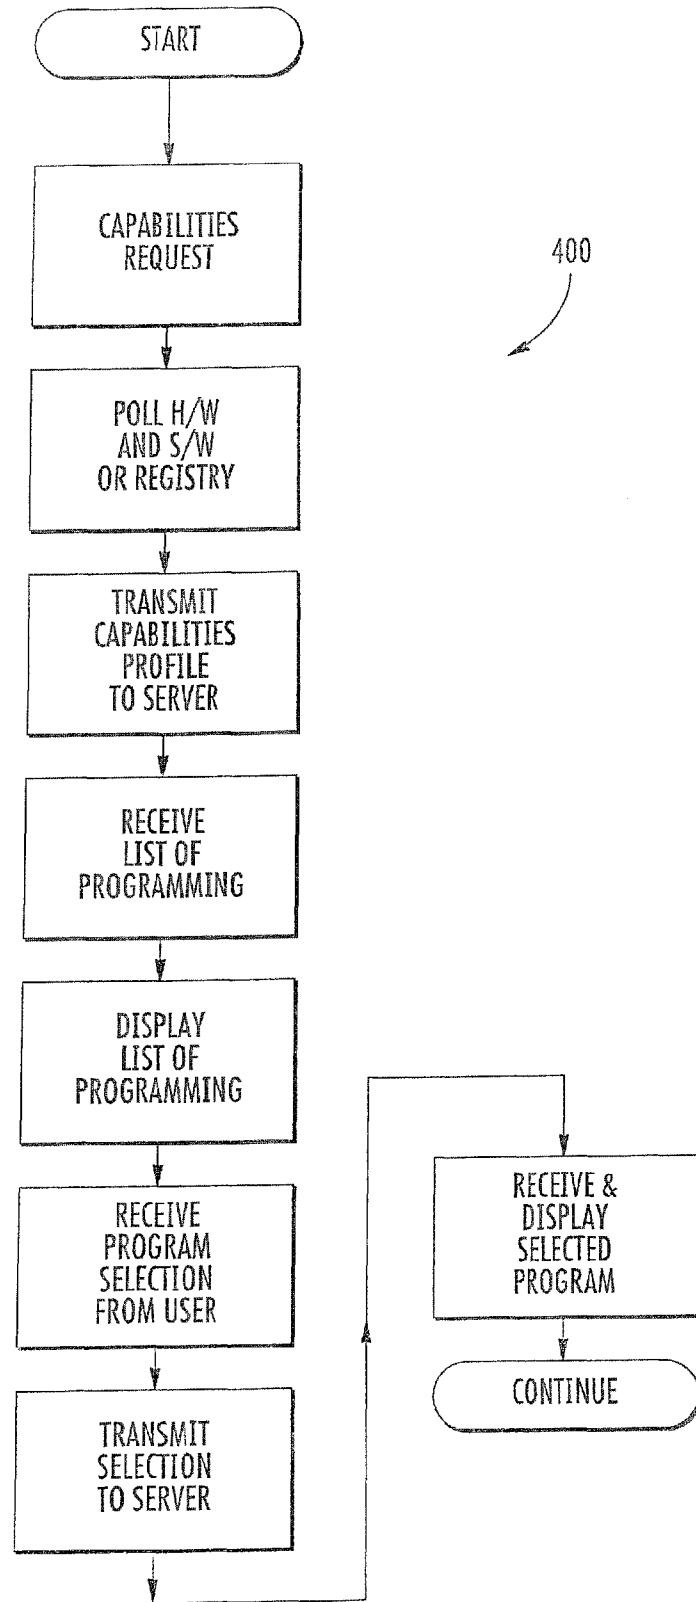 START
CAPABILITIES
REQUEST
400
POLL H/W
AND S/W
OR REGISTRY
TRANSMIT
CAPABILITIES
PROFILE
TO SERVER
RECEIVE
LIST OF
PROGRAMMING
DISPLAY
LIST OF
PROGRAMMING
RECEIVE
PROGRAM
SELECTION
FROM USER
TRANSMIT
SELECTION
TO SERVER
RECEIVE &
DISPLAY
SELECTED
PROGRAM
CONTINUE